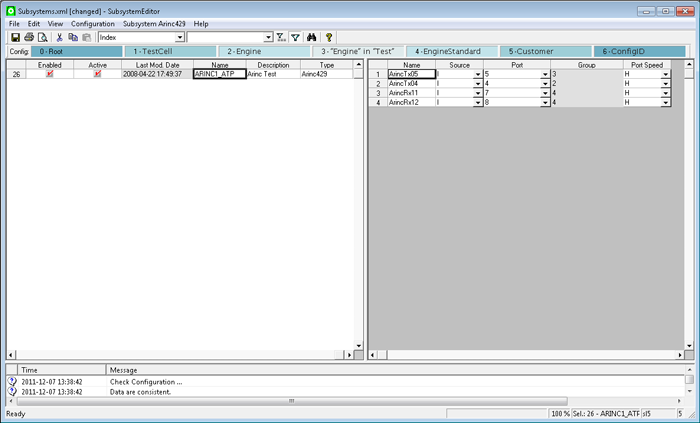 Subsystems.xml [changed] - SubsystemEditor
File Edit View Configuration Subsystem Arinc429 Help
Index
Config: 0 - Root 1 - TestCell 2 - Engine 3 - "Engine" in "Test" 4 - EngineStandard 5 - Customer 6 - ConfigID
Enabled Active Last Mod. Date Name Description Type
26 2008-04-22 17:49:37 ARINC1_ATP Arinc Test Arinc429
Name Source Port Group Port Speed
1 ArincTx05 I 5 3 H
2 ArincTx04 I 4 2 H
3 ArincRx11 I 7 4 H
4 ArincRx12 I 8 4 H
Time Message
2011-12-07 13:38:42 Check Configuration ...
2011-12-07 13:38:42 Data are consistent.
Ready 100 % Sel.: 26 - ARINC1_ATP sl5 5